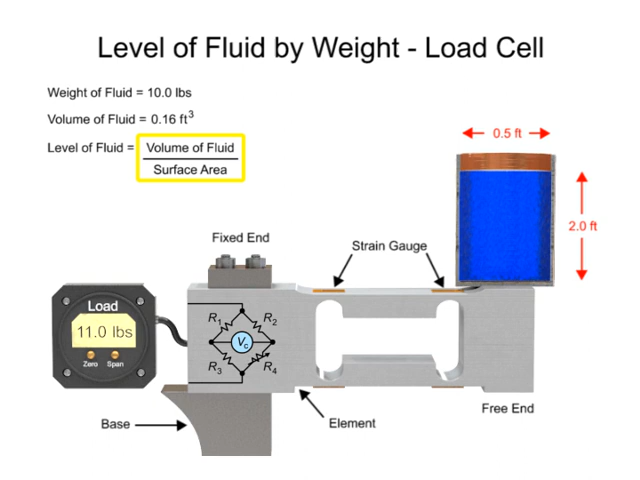 Level of Fluid by Weight - Load Cell
Weight of Fluid = 10.0 lbs
Volume of Fluid = 0.16 ft³
Level of Fluid = Volume of Fluid
Surface Area
0.5 ft
2.0 ft
Fixed End
Strain Gauge
Load
11.0 lbs
Zero Span
R₁ R₂
Vc
R₃ R₄
Free End
Base
Element